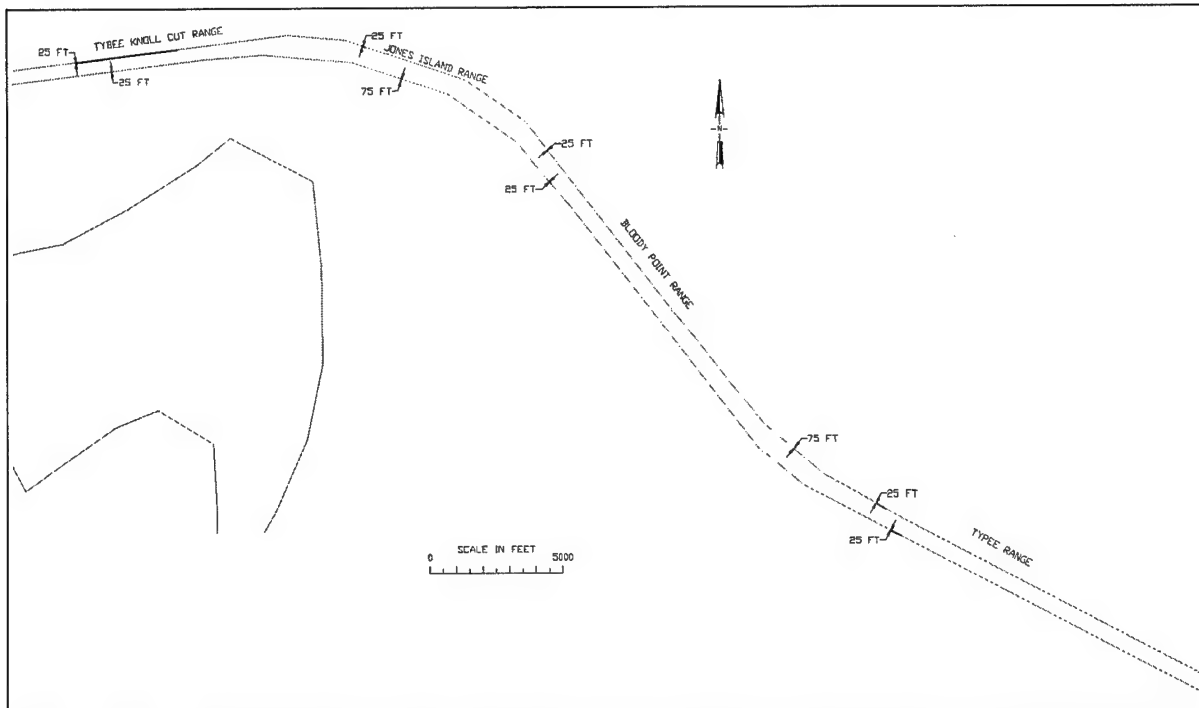 TYBEE KNOLL CUT RANGE
25 FT
25 FT
25 FT
JONES ISLAND RANGE
75 FT
N
25 FT
25 FT
BLOODY POINT RANGE
75 FT
25 FT
25 FT
TYPEE RANGE
SCALE IN FEET
0 5000